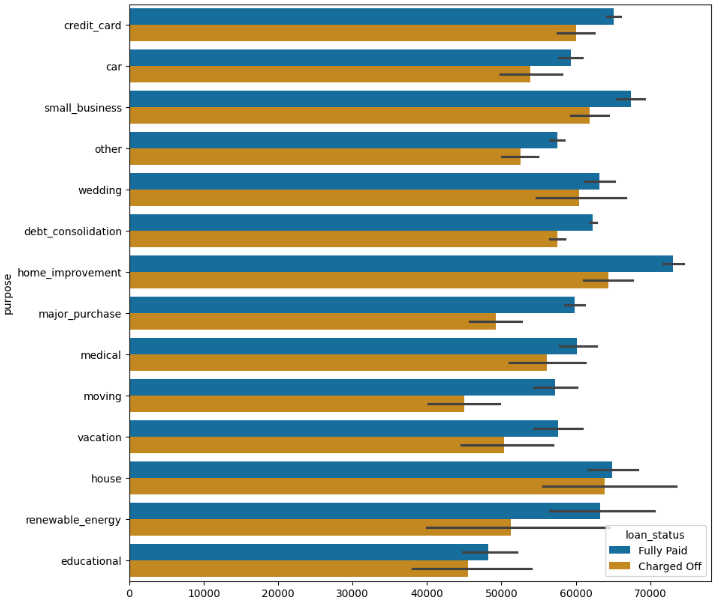 purpose
credit_card
car
small_business
other
wedding
debt_consolidation
home_improvement
major_purchase
medical
moving
vacation
house
renewable_energy
educational
loan_status
Fully Paid
Charged Off
0 10000 20000 30000 40000 50000 60000 70000